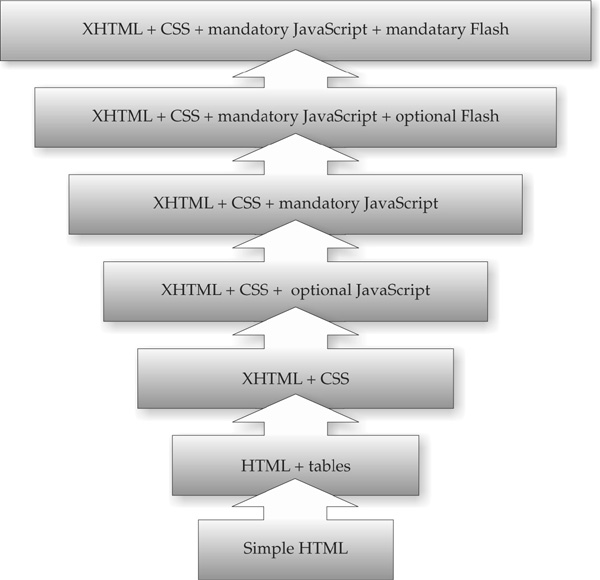 XHTML + CSS + mandatory JavaScript + mandatary Flash
XHTML + CSS + mandatory JavaScript + optional Flash
XHTML + CSS + mandatory JavaScript
XHTML + CSS + optional JavaScript
XHTML + CSS
HTML + tables
Simple HTML